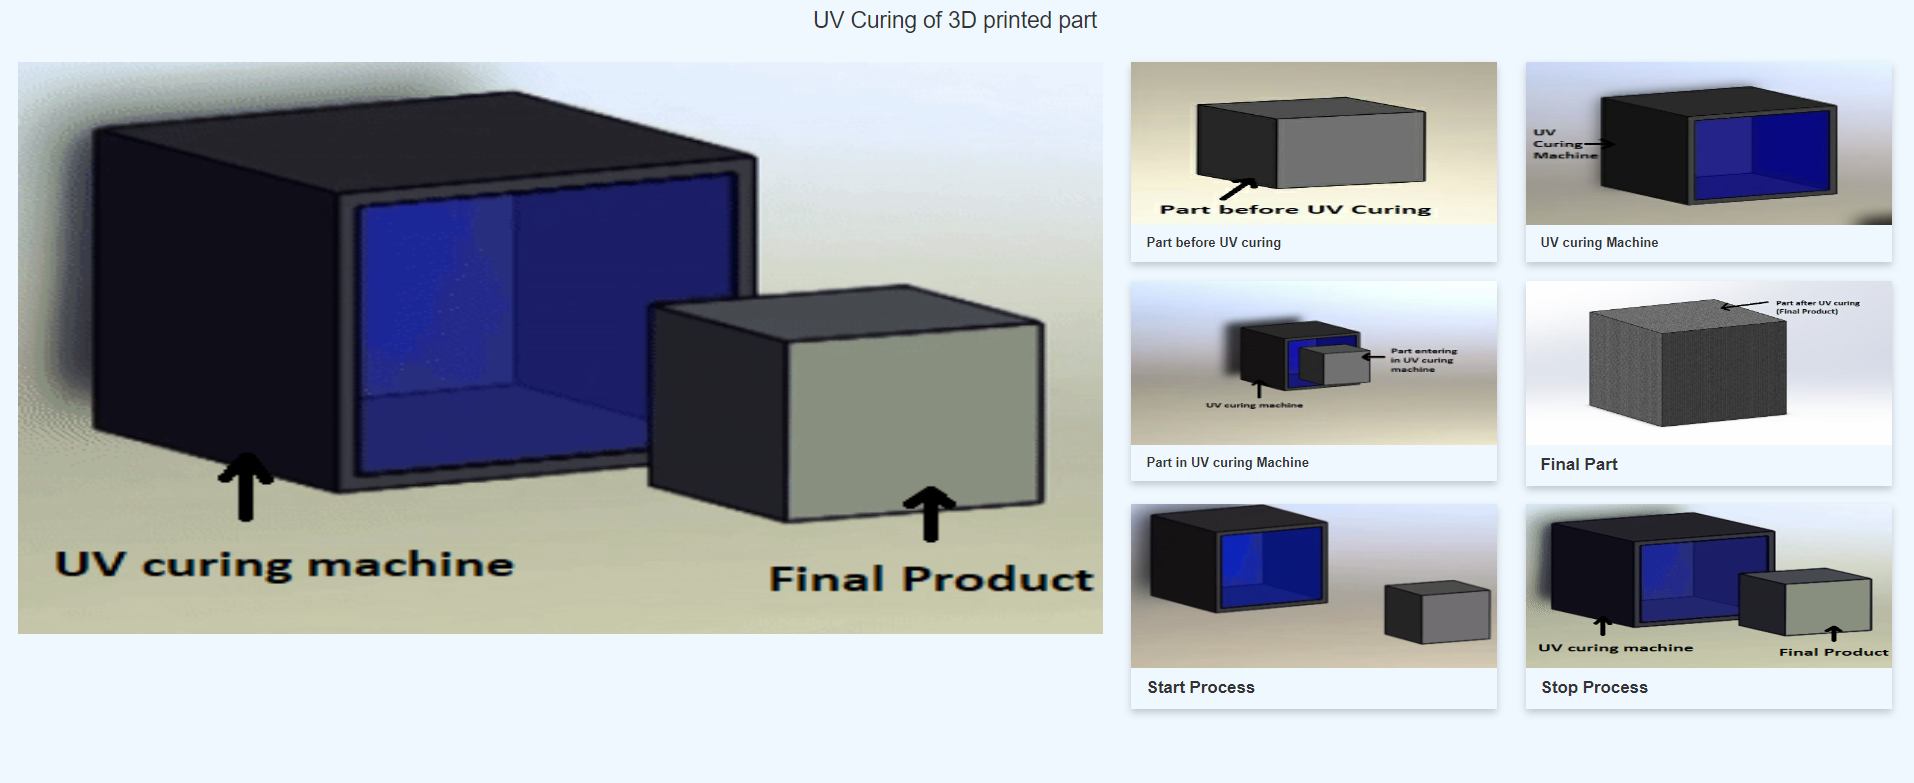 UV Curing of 3D printed part
UV curing machine
Final Product
Part before UV Curing
Part before UV curing
UV
Curing
Machine
UV curing Machine
Part entering
in UV curing
machine
UV curing machine
Part in UV curing Machine
Part after UV curing
(Final Product)
Final Part
Start Process
UV curing machine
Final Product
Stop Process